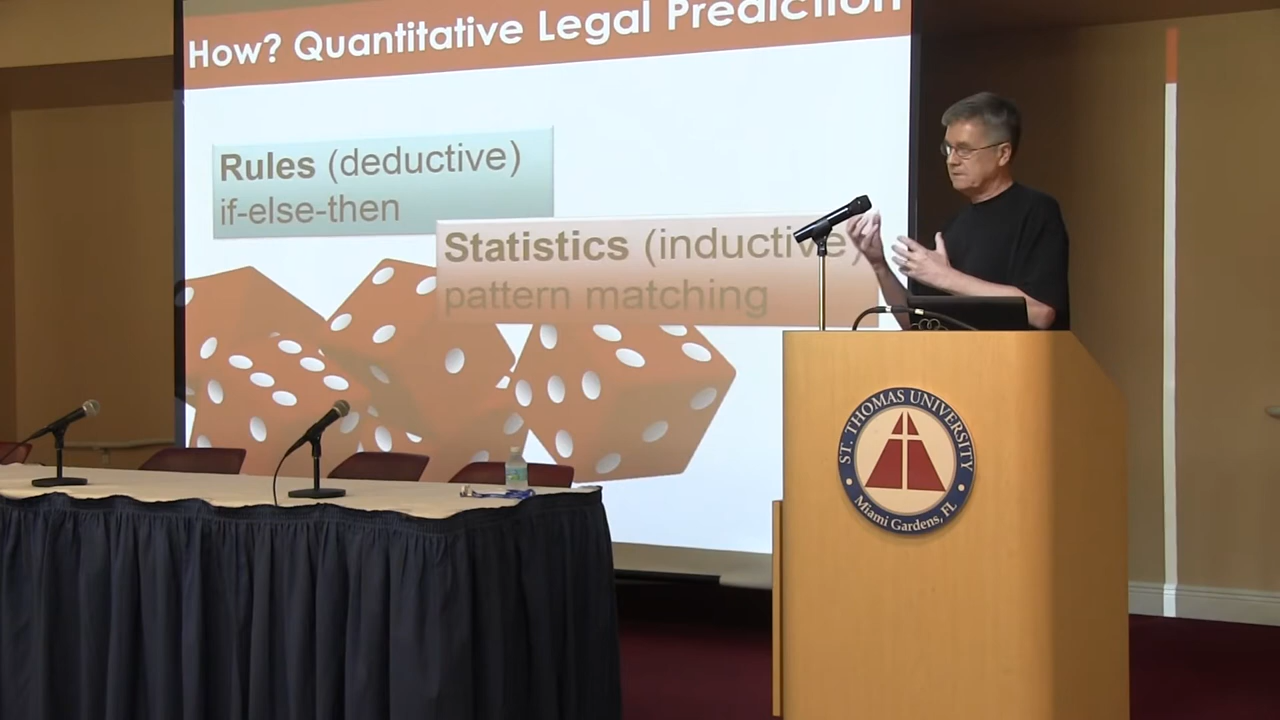 How? Quantitative Legal Prediction
Rules (deductive)
if-else-then
Statistics (inductive)
pattern matching
ST. THOMAS UNIVERSITY
Miami Gardens, FL